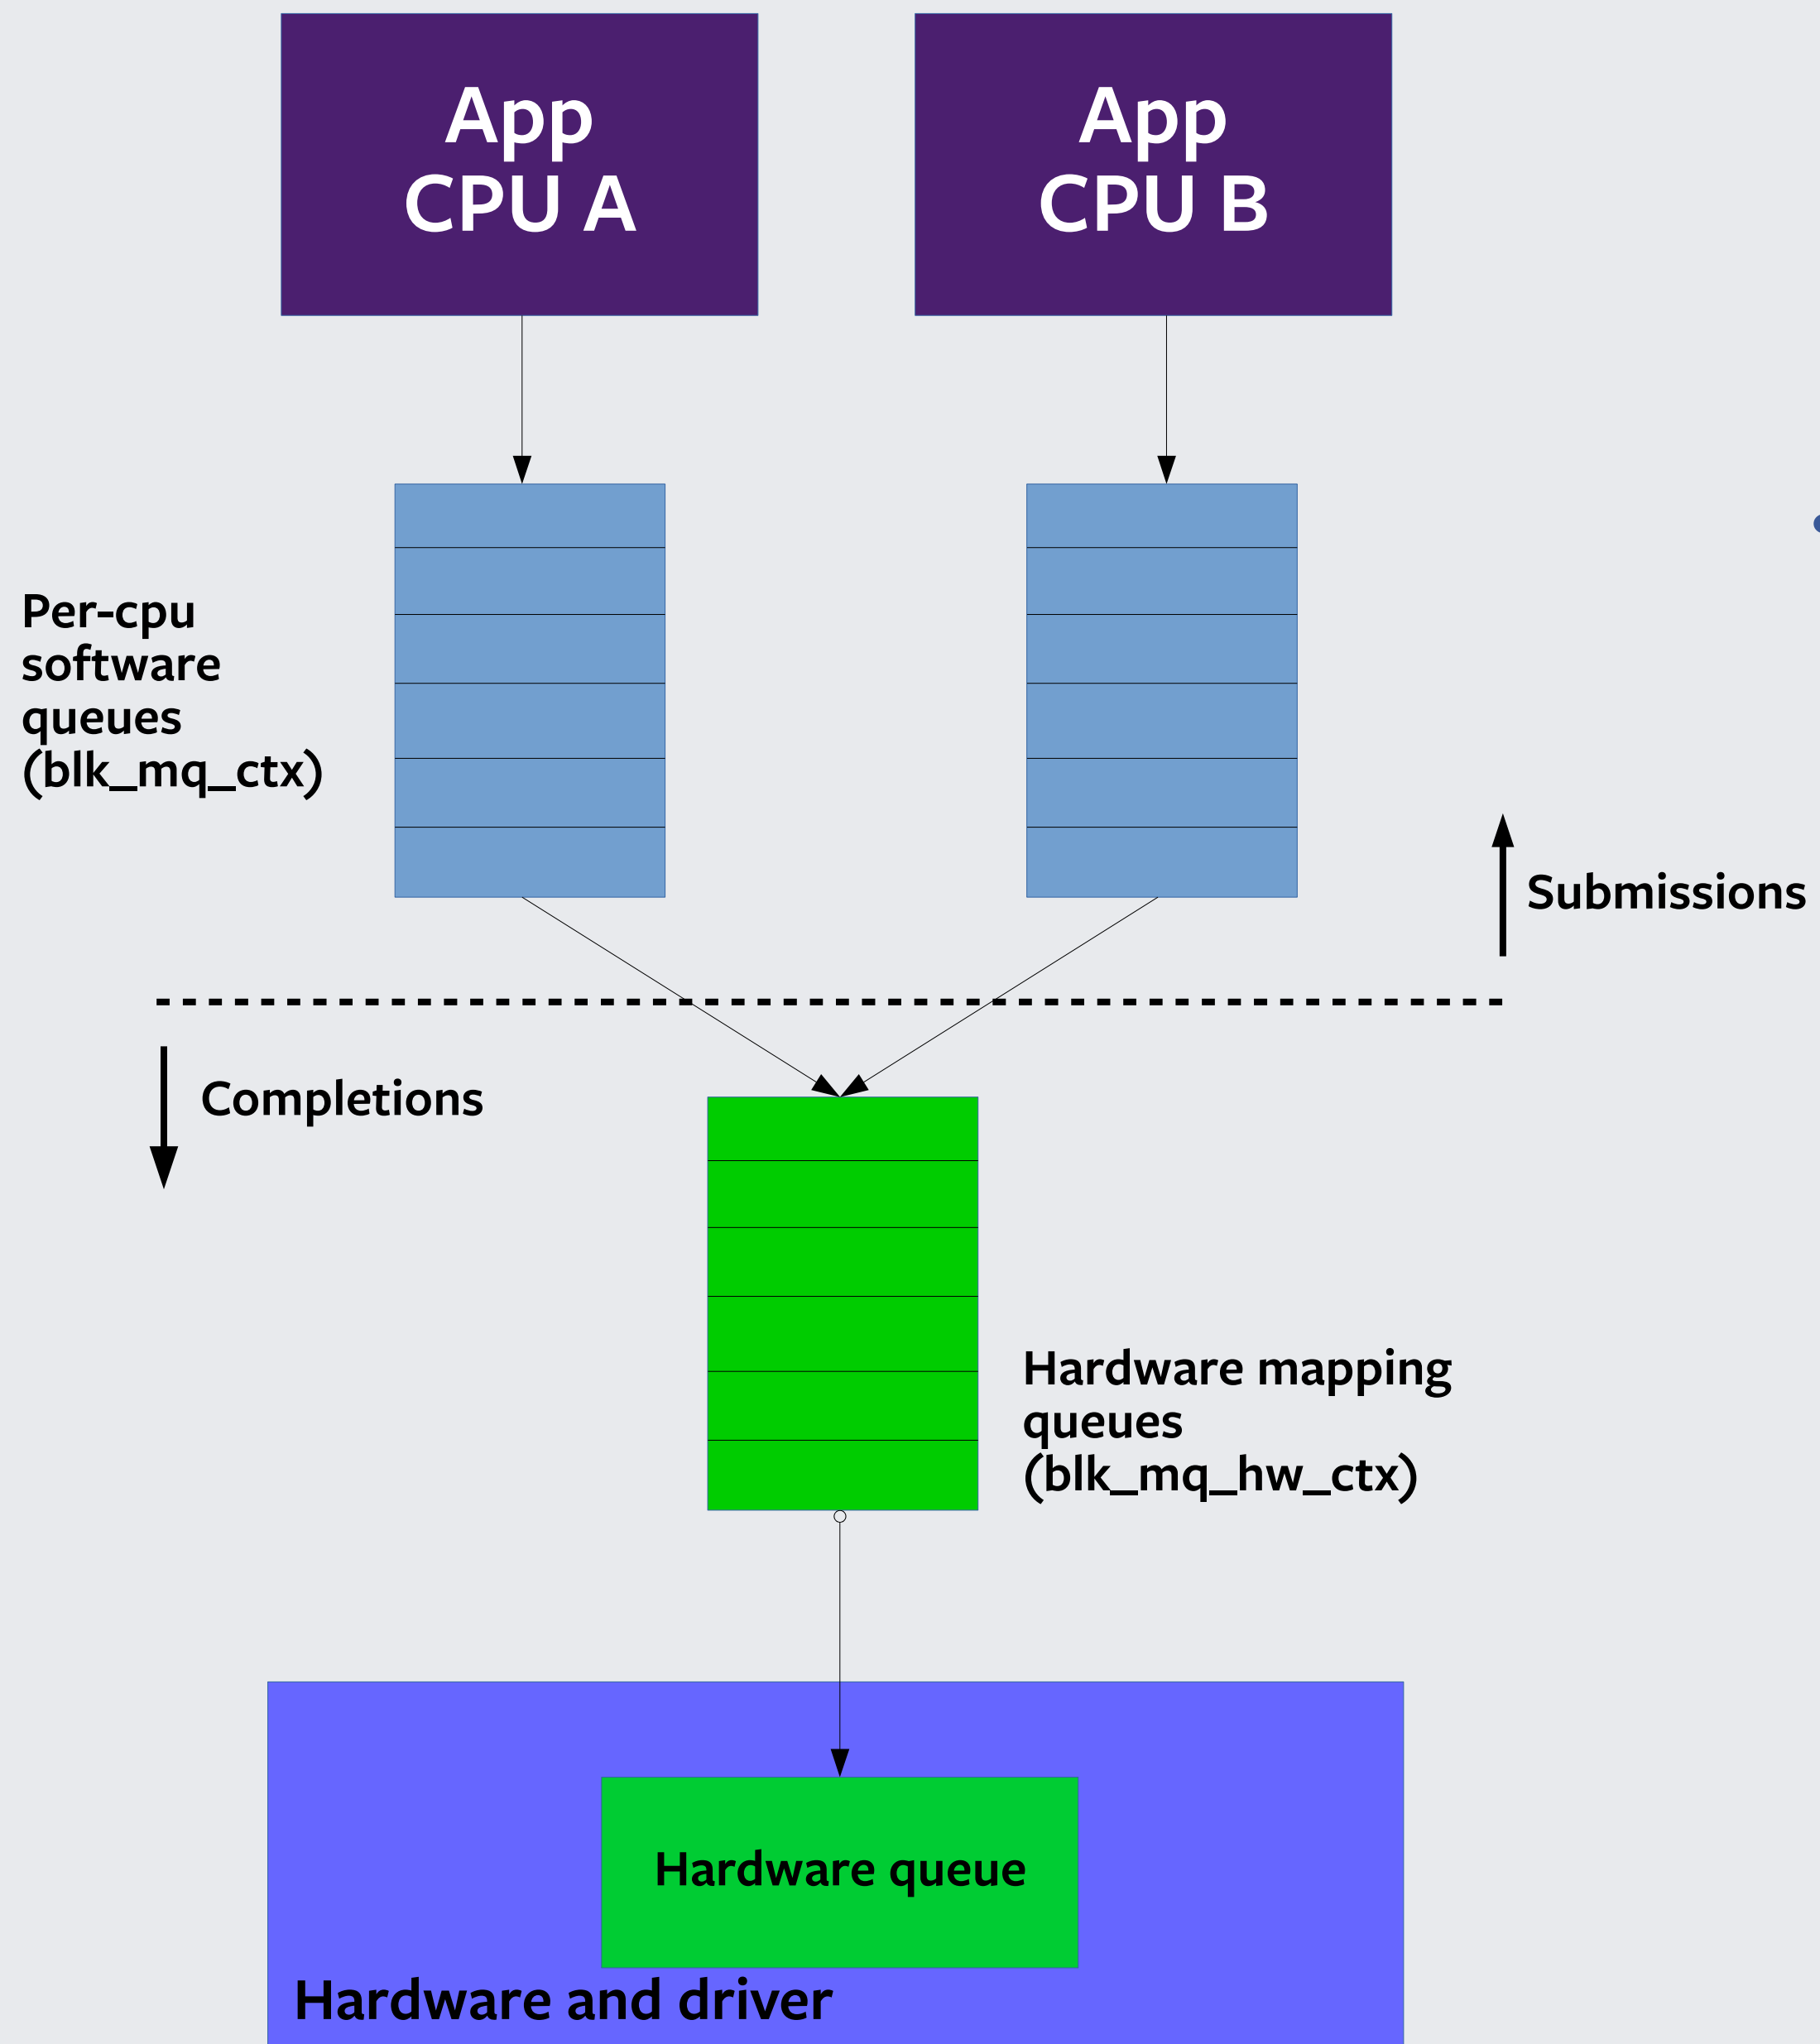 App
CPU A
App
CPU B
Per-cpu
software
queues
(blk_mq_ctx)
Submissions
Completions
Hardware mapping
queues
(blk_mq_hw_ctx)
Hardware queue
Hardware and driver